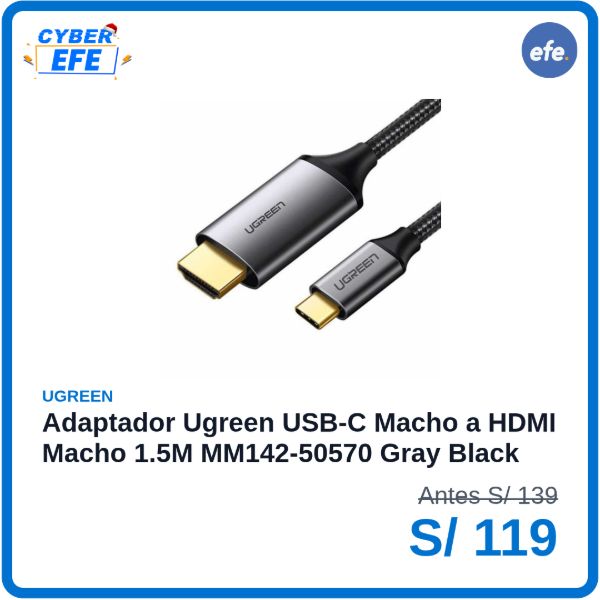 CYBER
EFE
efe.
UGREEN
UGREEN
UGREEN
Adaptador Ugreen USB-C Macho a HDMI
Macho 1.5M MM142-50570 Gray Black
Antes S/ 139
S/ 119